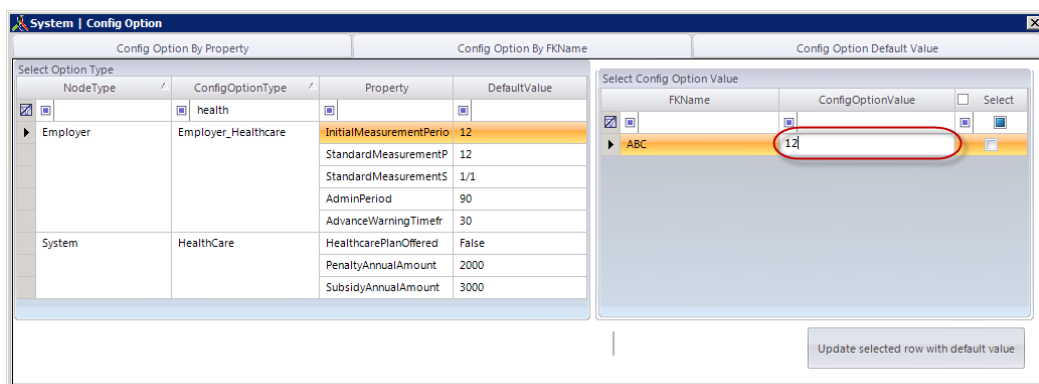 System | Config Option
Config Option By Property Config Option By FKName Config Option Default Value
Select Option Type
NodeType ConfigOptionType Property DefaultValue
health
Employer Employer_Healthcare InitialMeasurementPerio 12
StandardMeasurementP 12
StandardMeasurementS 1/1
AdminPeriod 90
AdvanceWarningTimefr 30
System HealthCare HealthcarePlanOffered False
PenaltyAnnualAmount 2000
SubsidyAnnualAmount 3000
Select Config Option Value
FKName ConfigOptionValue Select
ABC 12
Update selected row with default value